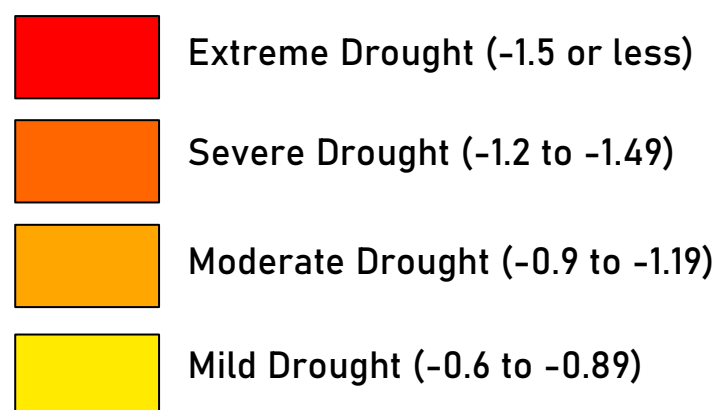 Extreme Drought (-1.5 or less)
Severe Drought (-1.2 to -1.49)
Moderate Drought (-0.9 to -1.19)
Mild Drought (-0.6 to -0.89)